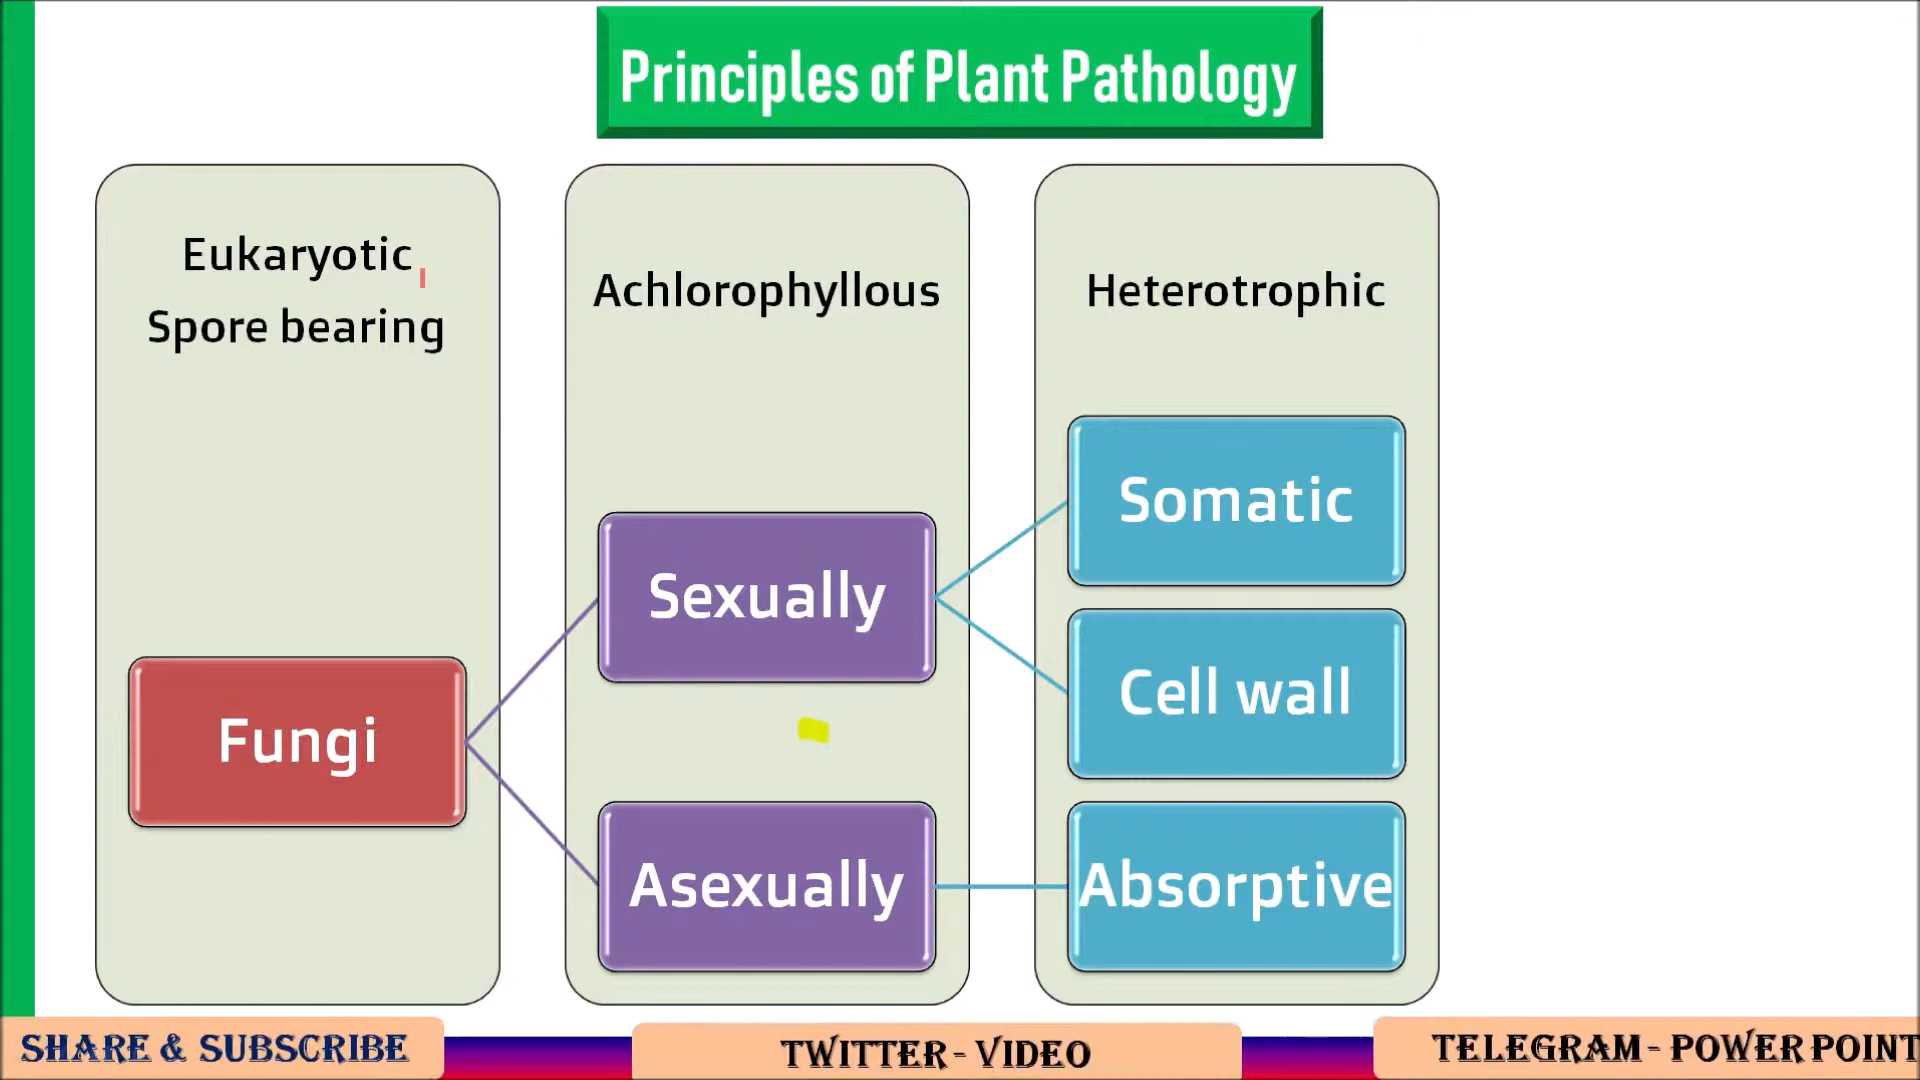 Principles of Plant Pathology
Eukaryotic
Spore bearing
Fungi
Achlorophyllous
Sexually
Asexually
Heterotrophic
Somatic
Cell wall
Absorptive
SHARE & SUBSCRIBE
TWITTER - VIDEO
TELEGRAM - POWER POINT